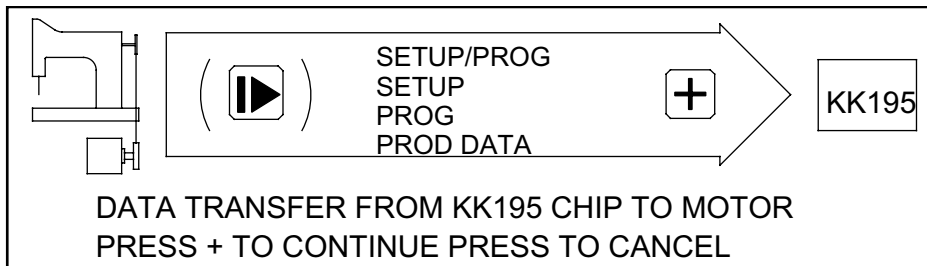 SETUP/PROG
SETUP
PROG
PROD DATA
KK195
DATA TRANSFER FROM KK195 CHIP TO MOTOR
PRESS + TO CONTINUE PRESS TO CANCEL